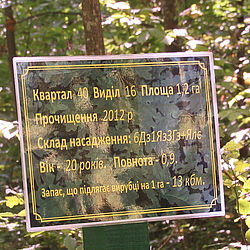 Квартал 40 Виділ 16 Площа 1,2 га
Прочищення 2012 р
Склад насадження: 6Дз1Яз3Гз+Ялє
Вік - 20 років. Повнота - 0,9.
Запас, що підлягає вирубці на 1 га - 13 кбм.